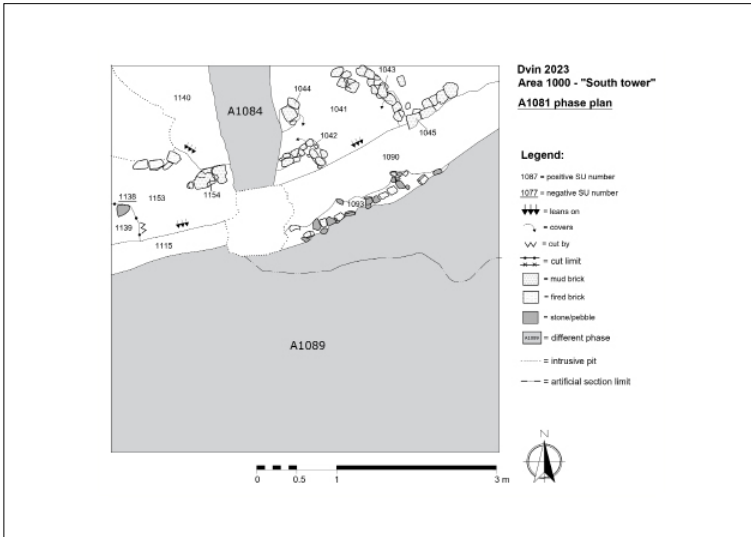 Dvin 2023
Area 1000 - "South tower"
A1081 phase plan
1140
A1084
1044
1043
1041
1042
1045
1090
1138
1153
1154
1093
1139
1115
A1089
Legend:
1067 = positive SU number
1077 = negative SU number
= leans on
= covers
= cut by
= cut limit
= mud brick
= fired brick
= stone/pebble
A1089 = different phase
= intrusive pit
= artificial section limit
N
0 0.5 1 3 m